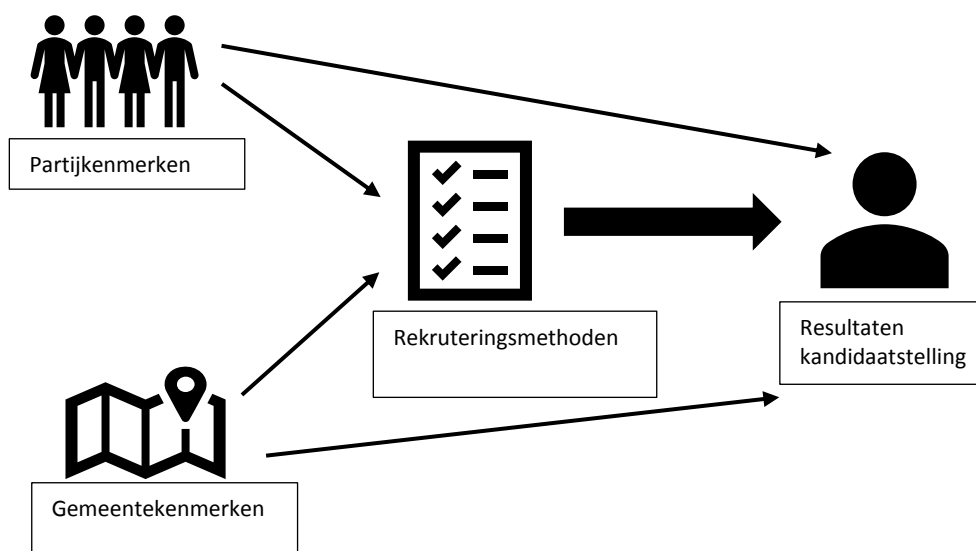 Partijkenmerken
Rekruteringsmethoden
Resultaten
kandidaatstelling
Gemeentekenmerken